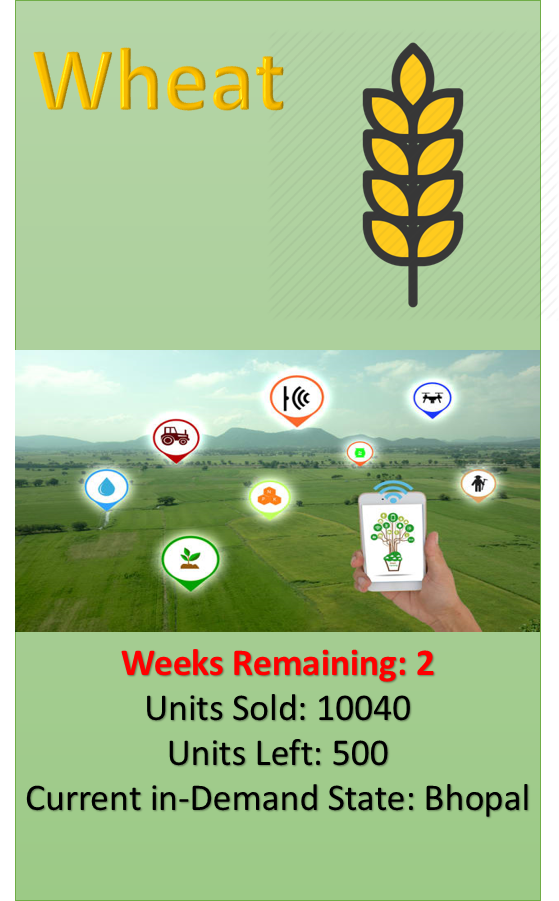 Wheat
Weeks Remaining: 2
Units Sold: 10040
Units Left: 500
Current in-Demand State: Bhopal